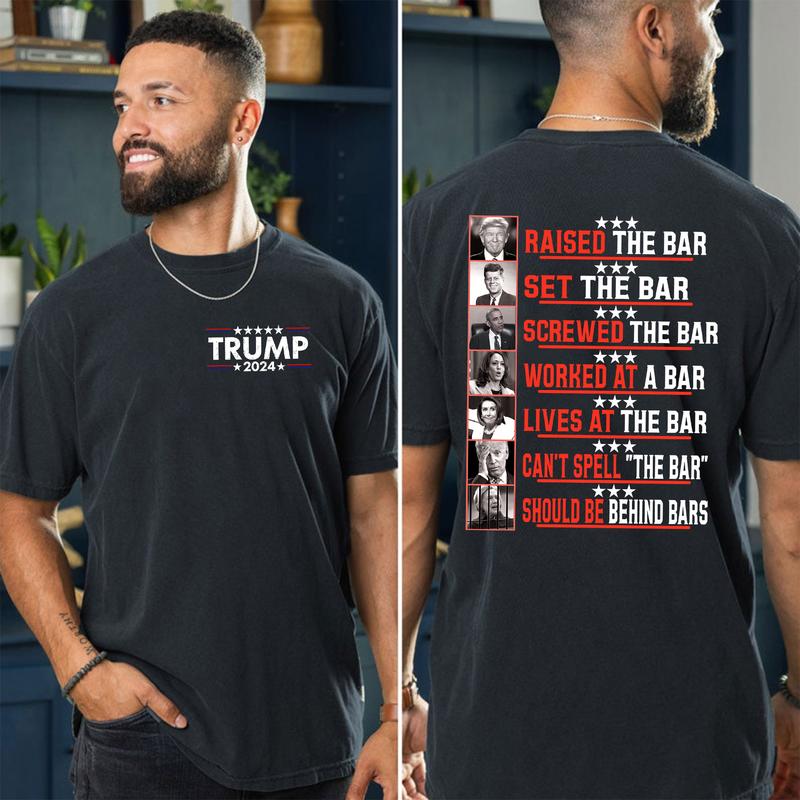 TRUMP
2024
WORTHY
RAISED THE BAR
SET THE BAR
SCREWED THE BAR
WORKED AT A BAR
LIVES AT THE BAR
CAN'T SPELL "THE BAR"
SHOULD BE BEHIND BARS